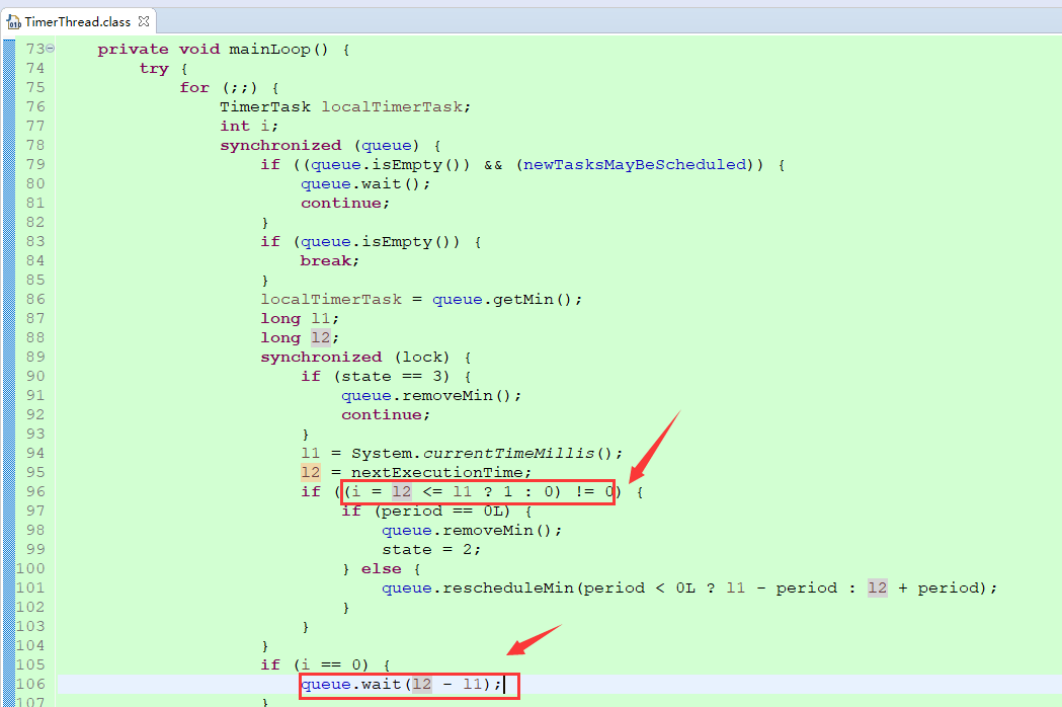 TimerThread.class
73 private void mainLoop() {
74 try {
75 for (;;) {
76 TimerTask localTimerTask;
77 int i;
78 synchronized (queue) {
79 if ((queue.isEmpty()) && (newTasksMayBeScheduled)) {
80 queue.wait();
81 continue;
82 }
83 if (queue.isEmpty()) {
84 break;
85 }
86 localTimerTask = queue.getMin();
87 long l1;
88 long l2;
89 synchronized (lock) {
90 if (state == 3) {
91 queue.removeMin();
92 continue;
93 }
94 l1 = System.currentTimeMillis();
95 l2 = nextExecutionTime;
96 if ((i = l2 <= l1 ? 1 : 0) != 0) {
97 if (period == 0L) {
98 queue.removeMin();
99 state = 2;
100 } else {
101 queue.rescheduleMin(period < 0L ? l1 - period : l2 + period);
102 }
103 }
104 }
105 if (i == 0) {
106 queue.wait(l2 - l1);
107 }